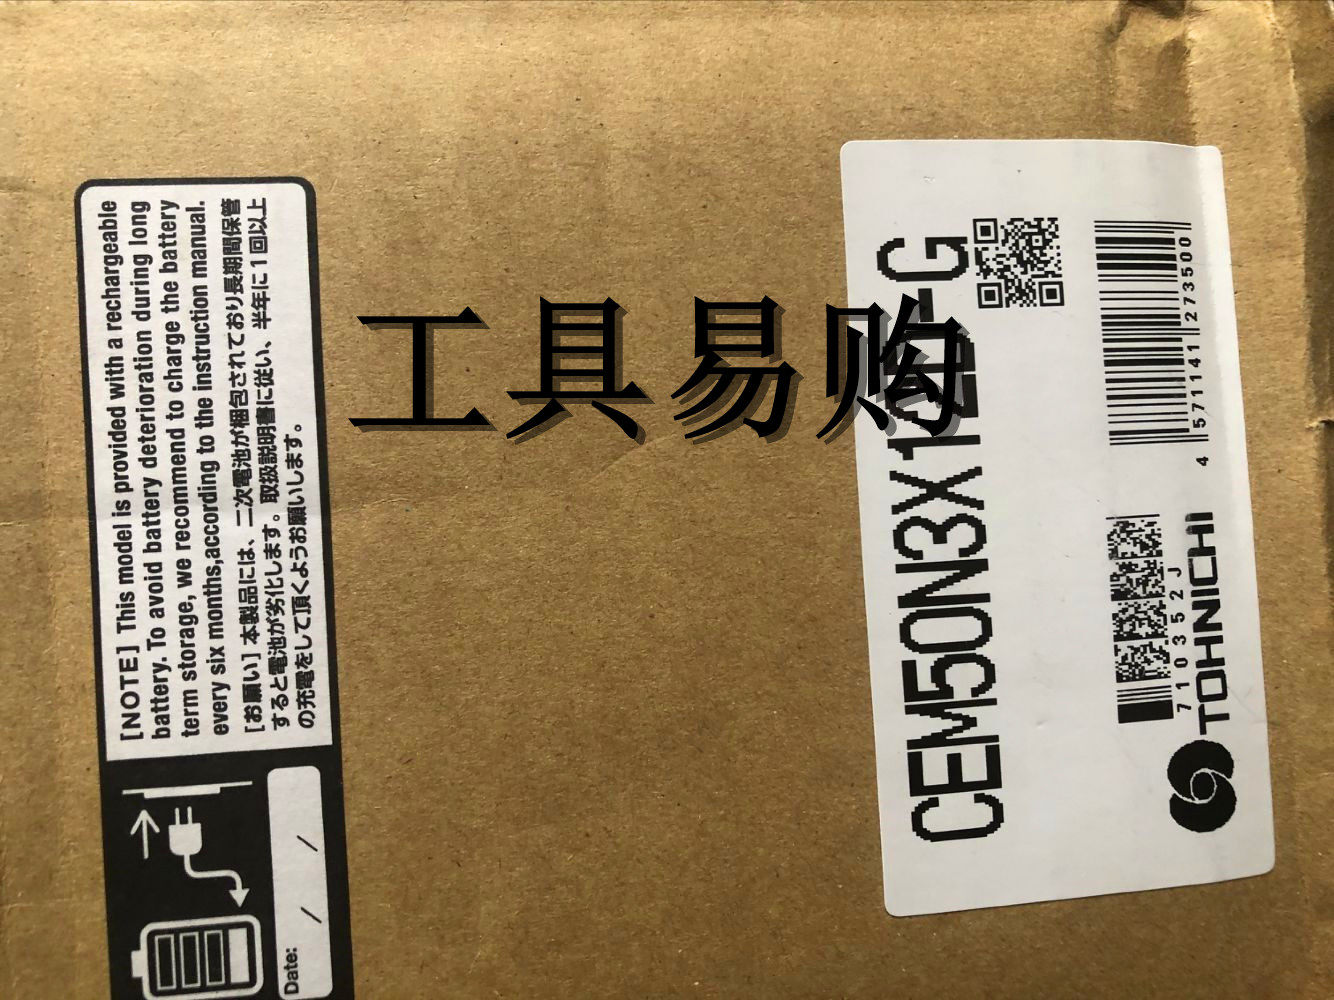 [NOTE] This model is provided with a rechargeable
battery. To avoid battery deterioration during long
term storage, we recommend to charge the battery
every six months,according to the instruction manual.
[お願い] 本製品には、二次電池が梱包されており長期間保管
すると電池が劣化します。取扱説明書に従い、半年に1回以上
の充電をして頂くようお願いします。
Date: / /
工具易购
CEM50N3X12D-G
4 571141 273500
710352J
TOHNICHI